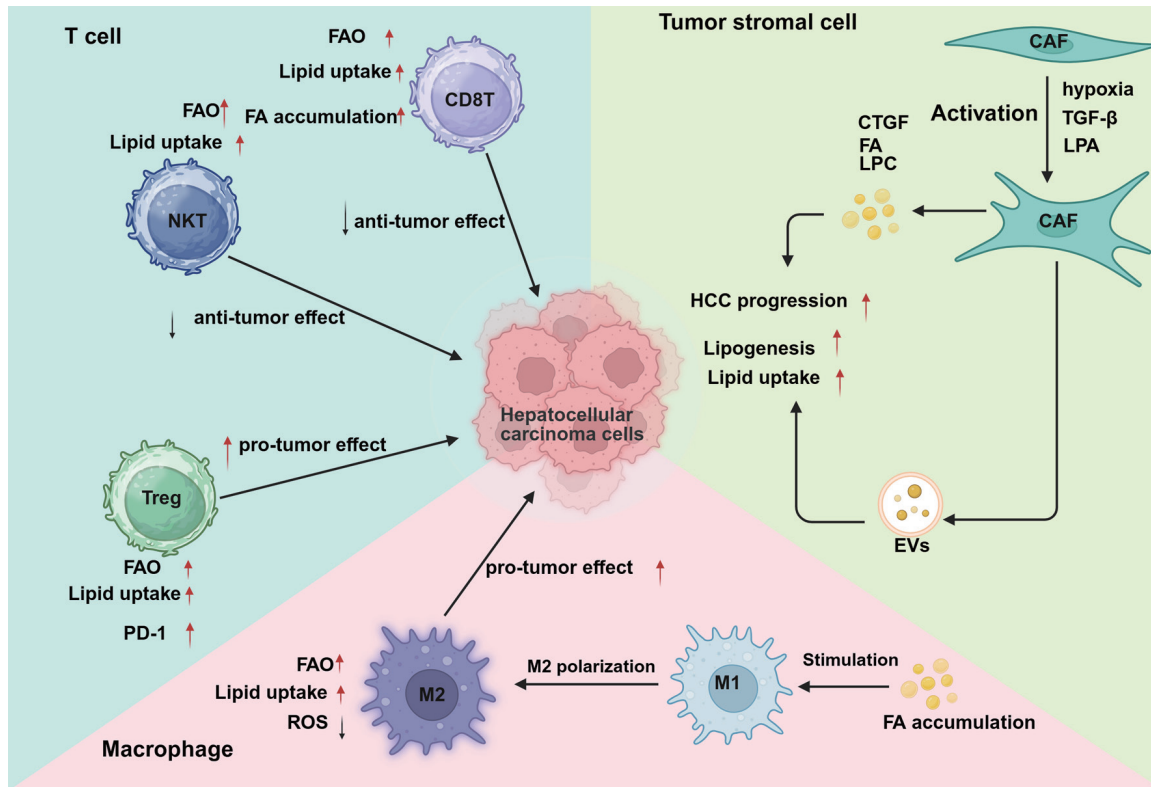 T cell
FAO
Lipid uptake
FA accumulation
CD8T
FAO
Lipid uptake
NKT
anti-tumor effect
anti-tumor effect
pro-tumor effect
Treg
FAO
Lipid uptake
PD-1
Hepatocellular
carcinoma cells
Tumor stromal cell
CAF
Activation
hypoxia
TGF-β
LPA
CTGF
FA
LPC
CAF
HCC progression
Lipogenesis
Lipid uptake
EVs
pro-tumor effect
FAO
Lipid uptake
ROS
M2
M2 polarization
M1
Stimulation
FA accumulation
Macrophage